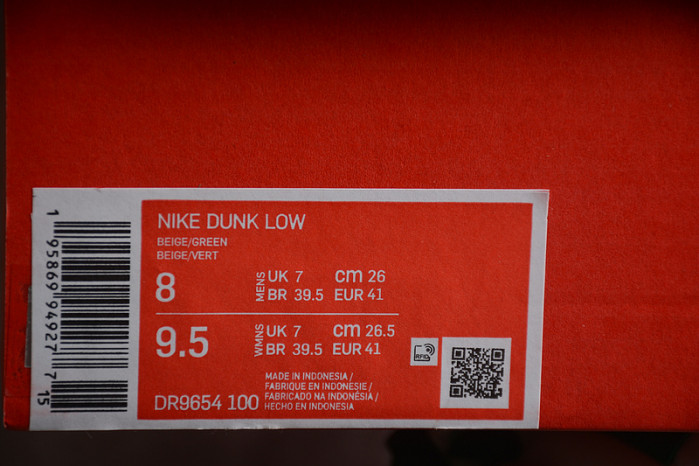 NIKE DUNK LOW
BEIGE/GREEN
BEIGE/VERT
8
MENS
UK 7 cm 26
BR 39.5 EUR 41
9.5
WMNS
UK 7 cm 26.5
BR 39.5 EUR 41
RFID
MADE IN INDONESIA /
FABRIQUE EN INDONESIE /
FABRICADO NA INDONÉSIA /
HECHO EN INDONESIA
DR9654 100
1 95869 94927 7 15